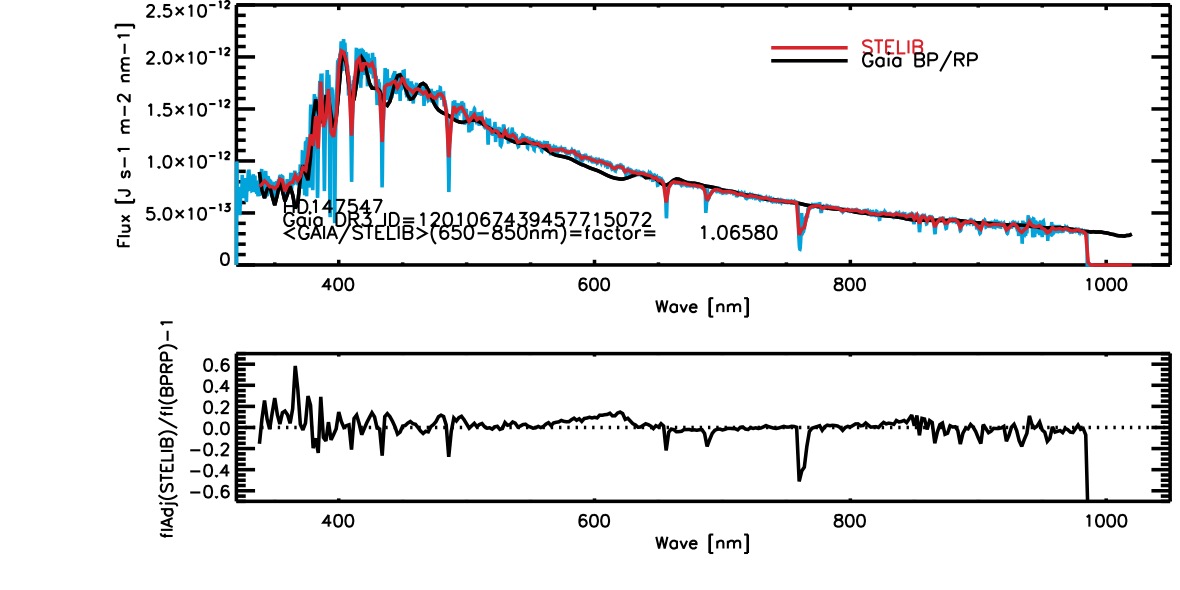 2.5×10−12
2.0×10−12
1.5×10−12
1.0×10−12
5.0×10−13
0
Flux [J s−1 m−2 nm−1]
STELIB
Gaia BP/RP
HD147547
Gaia DR3 ID=1201067439457715072
<GAIA/STELIB>(650−850nm)=factor= 1.06580
400 600 800 1000
Wave [nm]
flAdj(STELIB)/fl(BPRP)−1
0.6
0.4
0.2
0.0
−0.2
−0.4
−0.6
400 600 800 1000
Wave [nm]